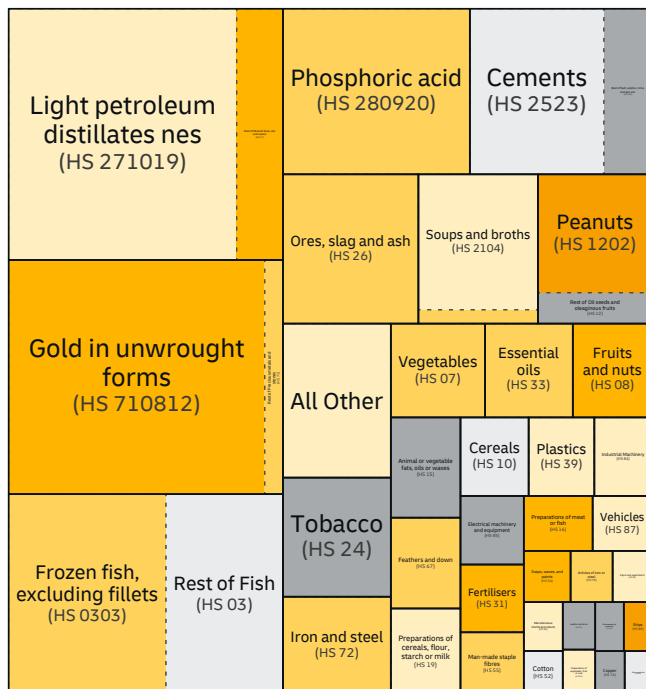 Light petroleum
distillates nes
(HS 271019)
Phosphoric acid
(HS 280920)
Cements
(HS 2523)
Ores, slag and ash
(HS 26)
Soups and broths
(HS 2104)
Peanuts
(HS 1202)
Rest of Oil seeds and
oleaginous fruits
(HS 12)
Gold in unwrought
forms
(HS 710812)
All Other
Vegetables
(HS 07)
Essential
oils
(HS 33)
Fruits
and nuts
(HS 08)
Animal or vegetable
fats, oils or waxes
(HS 15)
Cereals
(HS 10)
Plastics
(HS 39)
Industrial Machinery
(HS 84)
Tobacco
(HS 24)
Electrical machinery
and equipment
(HS 85)
Preparations of meat
or fish
(HS 16)
Vehicles
(HS 87)
Frozen fish,
excluding fillets
(HS 0303)
Rest of Fish
(HS 03)
Feathers and down
(HS 67)
Fertilisers
(HS 31)
Iron and steel
(HS 72)
Preparations of
cereals, flour,
starch or milk
(HS 19)
Man-made staple
fibres
(HS 55)
Cotton
(HS 52)
Copper
Ships